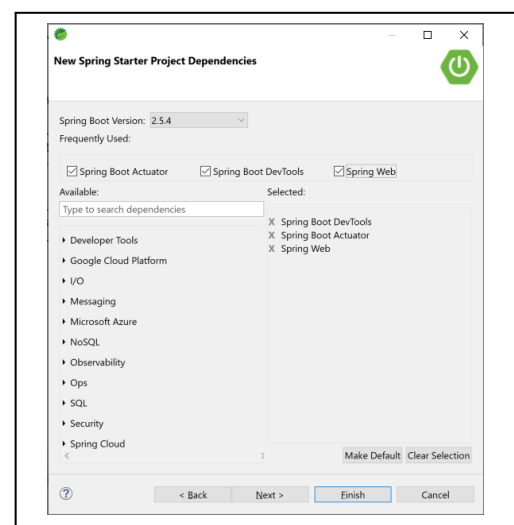 New Spring Starter Project Dependencies
Spring Boot Version: 2.5.4
Frequently Used:
Spring Boot Actuator Spring Boot DevTools Spring Web
Available: Selected:
Type to search dependencies
X Spring Boot DevTools
X Spring Boot Actuator
X Spring Web
Developer Tools
Google Cloud Platform
I/O
Messaging
Microsoft Azure
NoSQL
Observability
Ops
SQL
Security
Spring Cloud
Make Default Clear Selection
? < Back Next > Finish Cancel